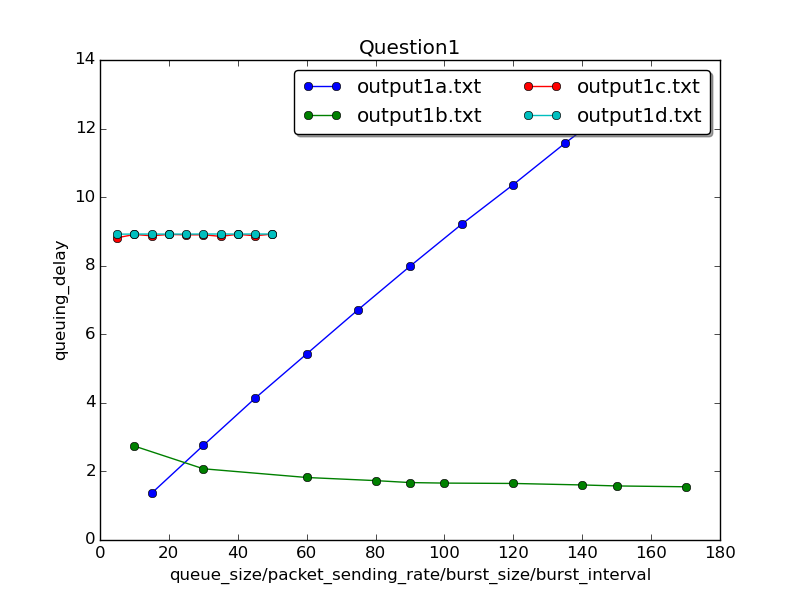 Question1
output1a.txt
output1b.txt
output1c.txt
output1d.txt
queuing_delay
14
12
10
8
6
4
2
0
0 20 40 60 80 100 120 140 160 180
queue_size/packet_sending_rate/burst_size/burst_interval